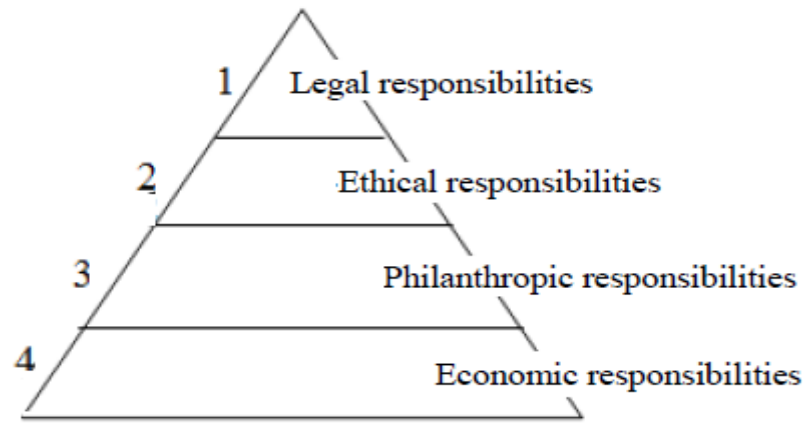 1 Legal responsibilities
2 Ethical responsibilities
3 Philanthropic responsibilities
4 Economic responsibilities